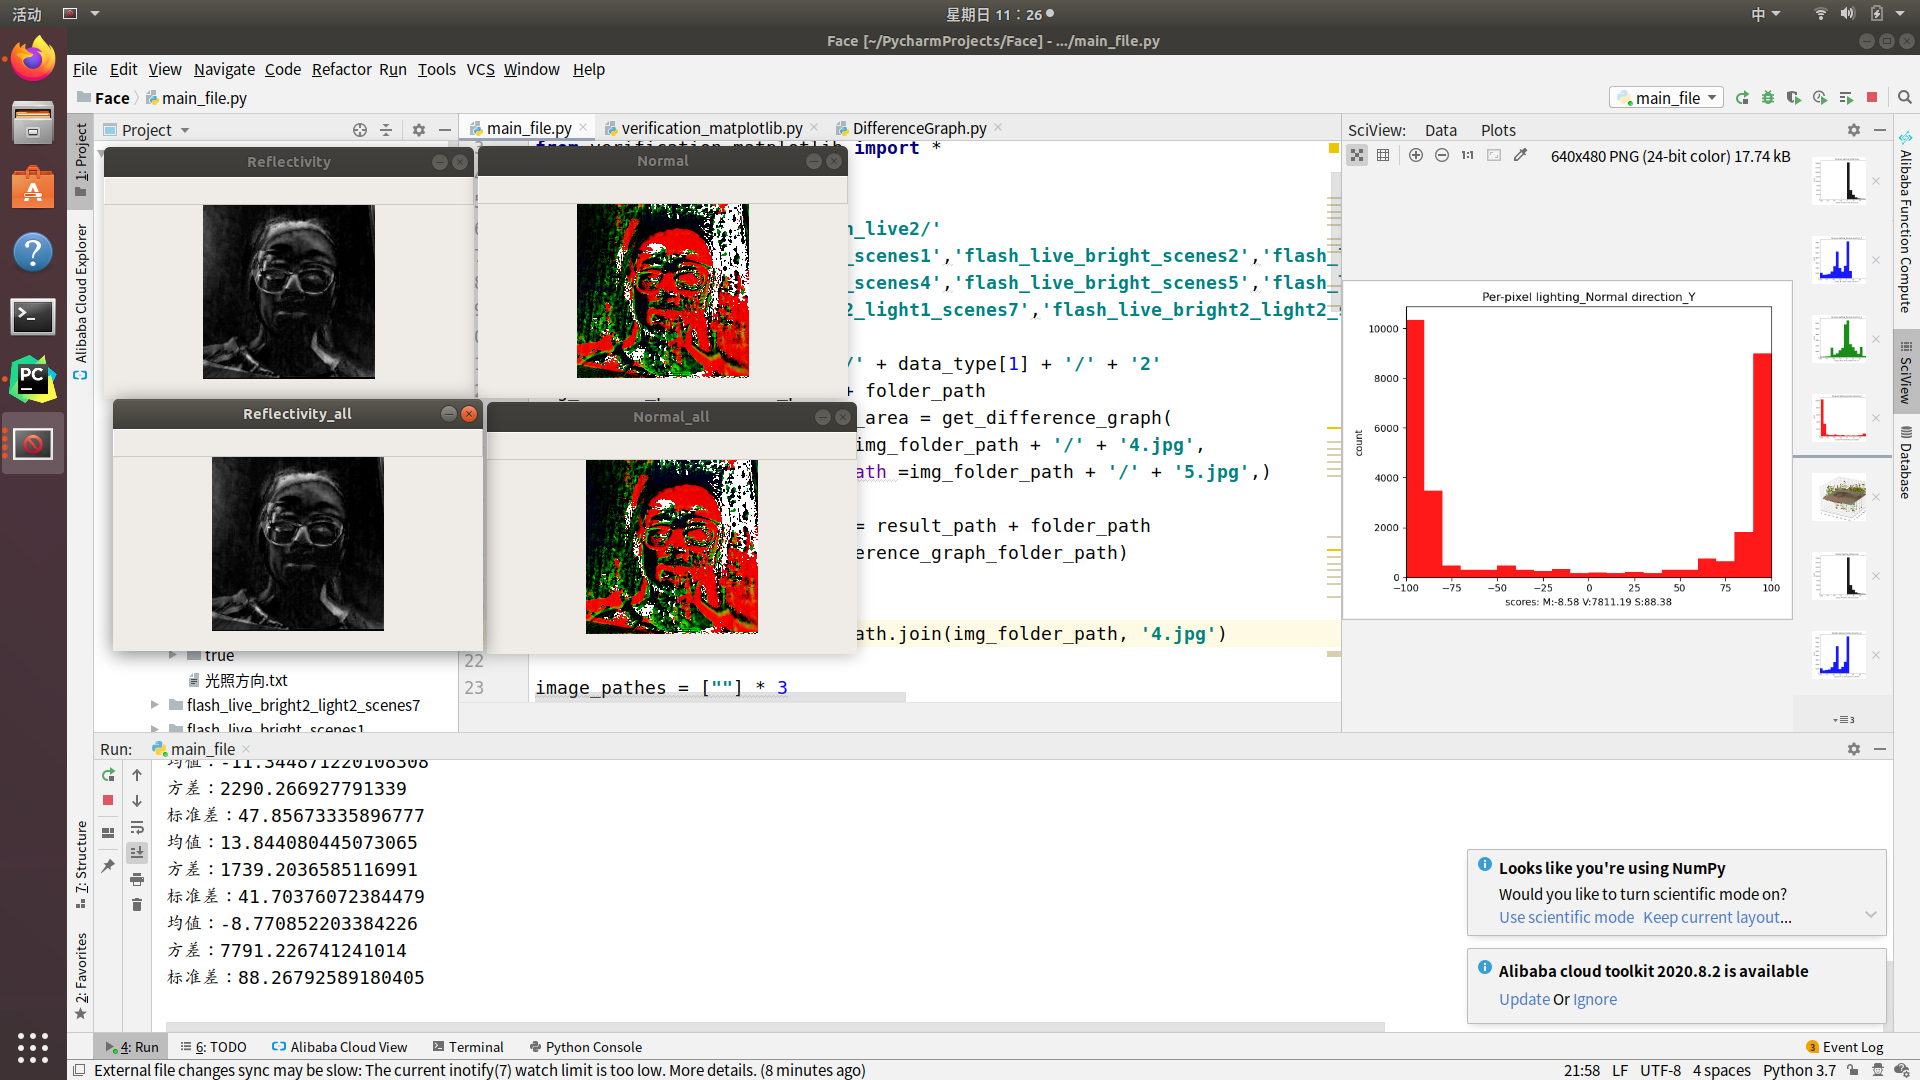 活动
星期日 11：26
中
Face [~/PycharmProjects/Face] - .../main_file.py
File Edit View Navigate Code Refactor Run Tools VCS Window Help
Face main_file.py
main_file
Project
1: Project
Alibaba Cloud Explorer
7: Structure
2: Favorites
main_file.py
verification_matplotlib.py
DifferenceGraph.py
import *
Reflectivity
Normal
Reflectivity_all
Normal_all
h_live2/'
_scenes1','flash_live_bright_scenes2','flash_
_scenes4','flash_live_bright_scenes5','flash_
2_light1_scenes7','flash_live_bright2_light2_
/' + data_type[1] + '/' + '2'
+ folder_path
_area = get_difference_graph(
img_folder_path + '/' + '4.jpg',
ath =img_folder_path + '/' + '5.jpg',)
= result_path + folder_path
erence_graph_folder_path)
ath.join(img_folder_path, '4.jpg')
22
23 image_pathes = [""] * 3
true
光照方向.txt
flash_live_bright2_light2_scenes7
flash_live_bright_scenes1
SciView: Data Plots
1:1
640x480 PNG (24-bit color) 17.74 kB
Per-pixel lighting_Normal direction_Y
10000
8000
6000
4000
2000
0
count
−100 −75 −50 −25 0 25 50 75 100
scores: M:-8.58 V:7811.19 S:88.38
3
Alibaba Function Compute
SciView
Database
Run: main_file
均值：-11.344871220108308
方差：2290.266927791339
标准差：47.85673335896777
均值：13.844080445073065
方差：1739.2036585116991
标准差：41.70376072384479
均值：-8.770852203384226
方差：7791.226741241014
标准差：88.26792589180405
Looks like you're using NumPy
Would you like to turn scientific mode on?
Use scientific mode Keep current layout...
Alibaba cloud toolkit 2020.8.2 is available
Update Or Ignore
4: Run 6: TODO Alibaba Cloud View Terminal Python Console
3 Event Log
External file changes sync may be slow: The current inotify(7) watch limit is too low. More details. (8 minutes ago)
21:58 LF UTF-8 4 spaces Python 3.7